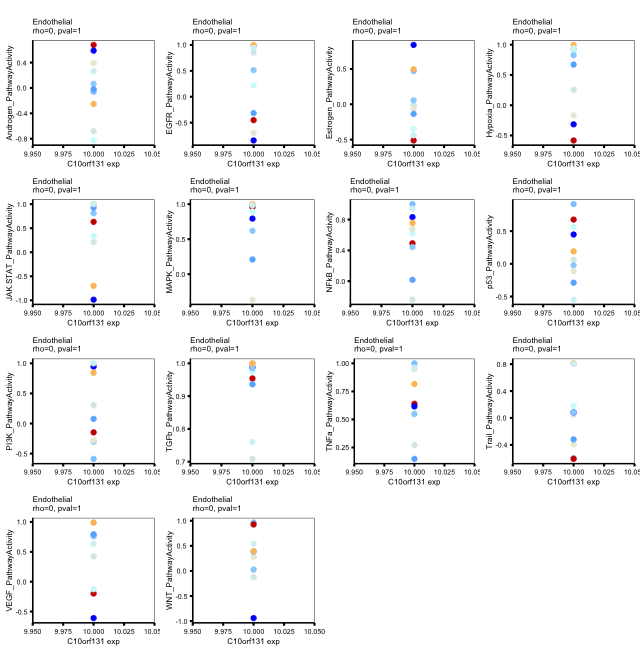 Endothelial
rho=0, pval=1
Androgen_PathwayActivity
0.4
0.0
-0.4
-0.8
9.950
9.975
10.000
10.025
10.05
C10orf131 exp
Endothelial
rho=0, pval=1
EGFR_PathwayActivity
1.0
0.5
0.0
-0.5
9.950
9.975
10.000
10.025
10.05
C10orf131 exp
Endothelial
rho=0, pval=1
Estrogen_PathwayActivity
0.5
0.0
-0.5
9.950
9.975
10.000
10.025
10.05
C10orf131 exp
Endothelial
rho=0, pval=1
Hypoxia_PathwayActivity
1.0
0.5
0.0
-0.5
9.950
9.975
10.000
10.025
10.050
C10orf131 exp
Endothelial
rho=0, pval=1
JAK.STAT_PathwayActivity
1.0
0.5
0.0
-0.5
-1.0
9.950
9.975
10.000
10.025
10.05
C10orf131 exp
Endothelial
rho=0, pval=1
MAPK_PathwayActivity
1.0
0.5
0.0
9.950
9.975
10.000
10.025
10.05
C10orf131 exp
Endothelial
rho=0, pval=1
NFkB_PathwayActivity
0.8
0.4
0.0
9.950
9.975
10.000
10.025
10.05
C10orf131 exp
Endothelial
rho=0, pval=1
p53_PathwayActivity
0.5
0.0
-0.5
9.950
9.975
10.000
10.025
10.050
C10orf131 exp
Endothelial
rho=0, pval=1
PI3K_PathwayActivity
1.0
0.5
0.0
-0.5
9.950
9.975
10.000
10.025
10.05
C10orf131 exp
Endothelial
rho=0, pval=1
TGFb_PathwayActivity
1.0
0.9
0.8
0.7
9.950
9.975
10.000
10.025
10.05
C10orf131 exp
Endothelial
rho=0, pval=1
TNFa_PathwayActivity
1.00
0.75
0.50
0.25
9.950
9.975
10.000
10.025
10.05
C10orf131 exp
Endothelial
rho=0, pval=1
Trail_PathwayActivity
0.8
0.4
0.0
-0.4
9.950
9.975
10.000
10.025
10.050
C10orf131 exp
Endothelial
rho=0, pval=1
VEGF_PathwayActivity
1.0
0.5
0.0
-0.5
9.950
9.975
10.000
10.025
10.05
C10orf131 exp
Endothelial
rho=0, pval=1
WNT_PathwayActivity
1.0
0.5
0.0
-0.5
-1.0
9.950
9.975
10.000
10.025
10.050
C10orf131 exp